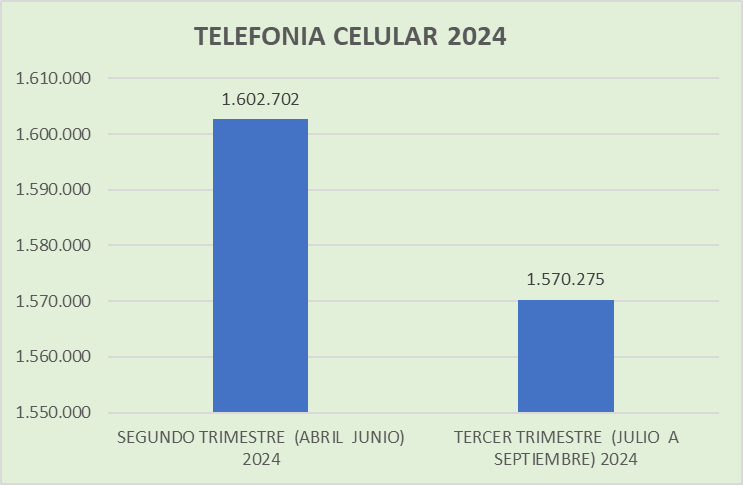 TELEFONIA CELULAR 2024
1.610.000
1.600.000
1.590.000
1.580.000
1.570.000
1.560.000
1.550.000
1.602.702
1.570.275
SEGUNDO TRIMESTRE (ABRIL JUNIO)
2024
TERCER TRIMESTRE (JULIO A
SEPTIEMBRE) 2024